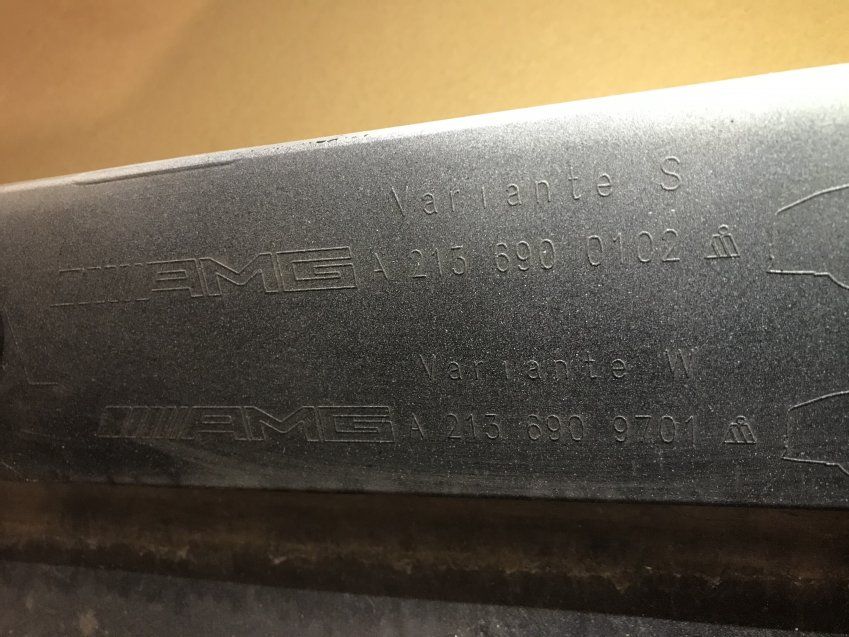 Variante S
AMG A 213 690 0102
Variante W
AMG A 213 690 9701